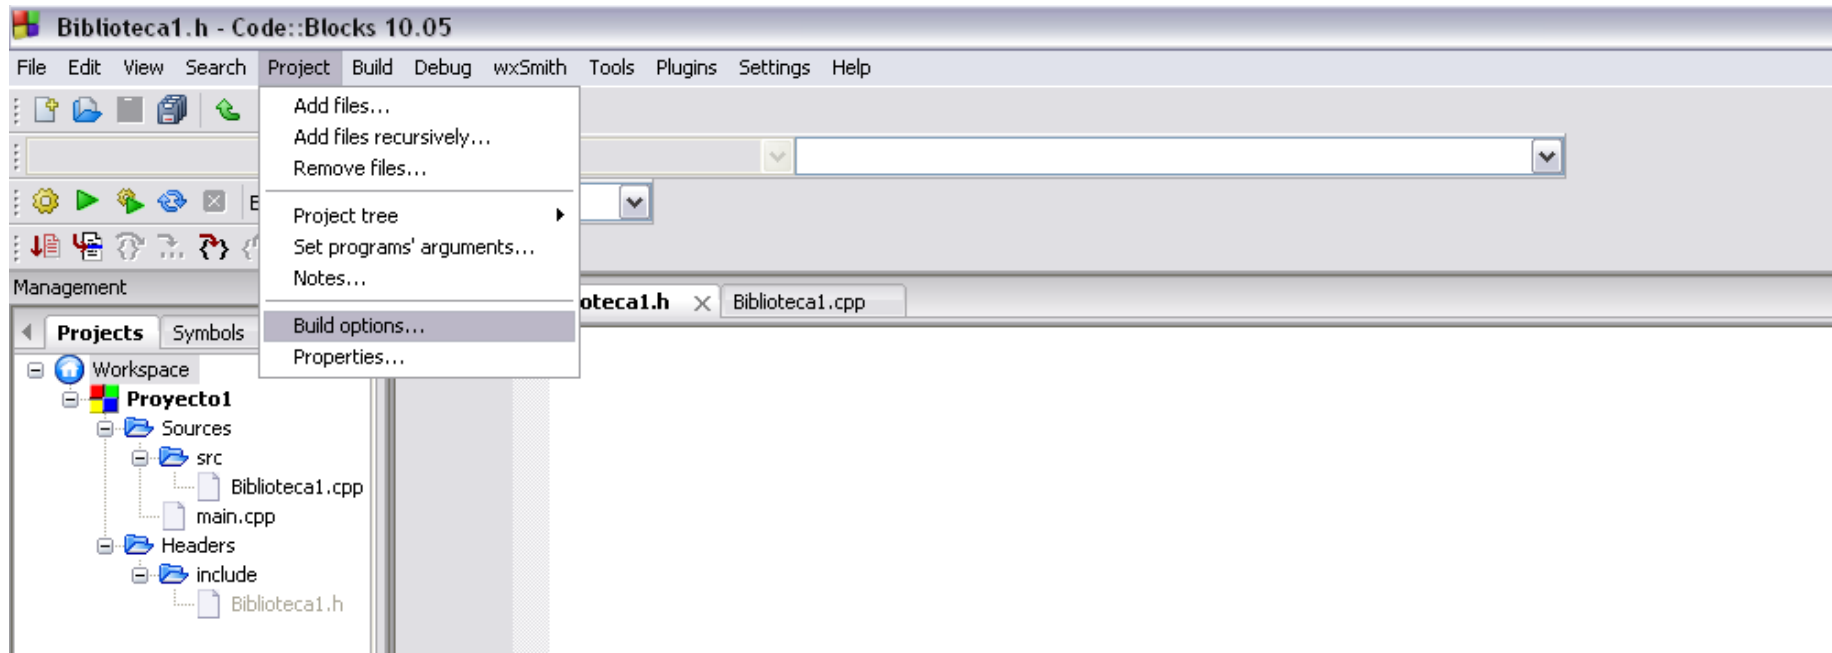 Biblioteca1.h - Code::Blocks 10.05
File Edit View Search Project Build Debug wxSmith Tools Plugins Settings Help
Add files...
Add files recursively...
Remove files...
Project tree
Set programs' arguments...
Notes...
Build options...
Properties...
Management
Projects Symbols
oteca1.h Biblioteca1.cpp
Workspace
Proyecto1
Sources
src
Biblioteca1.cpp
main.cpp
Headers
include
Biblioteca1.h